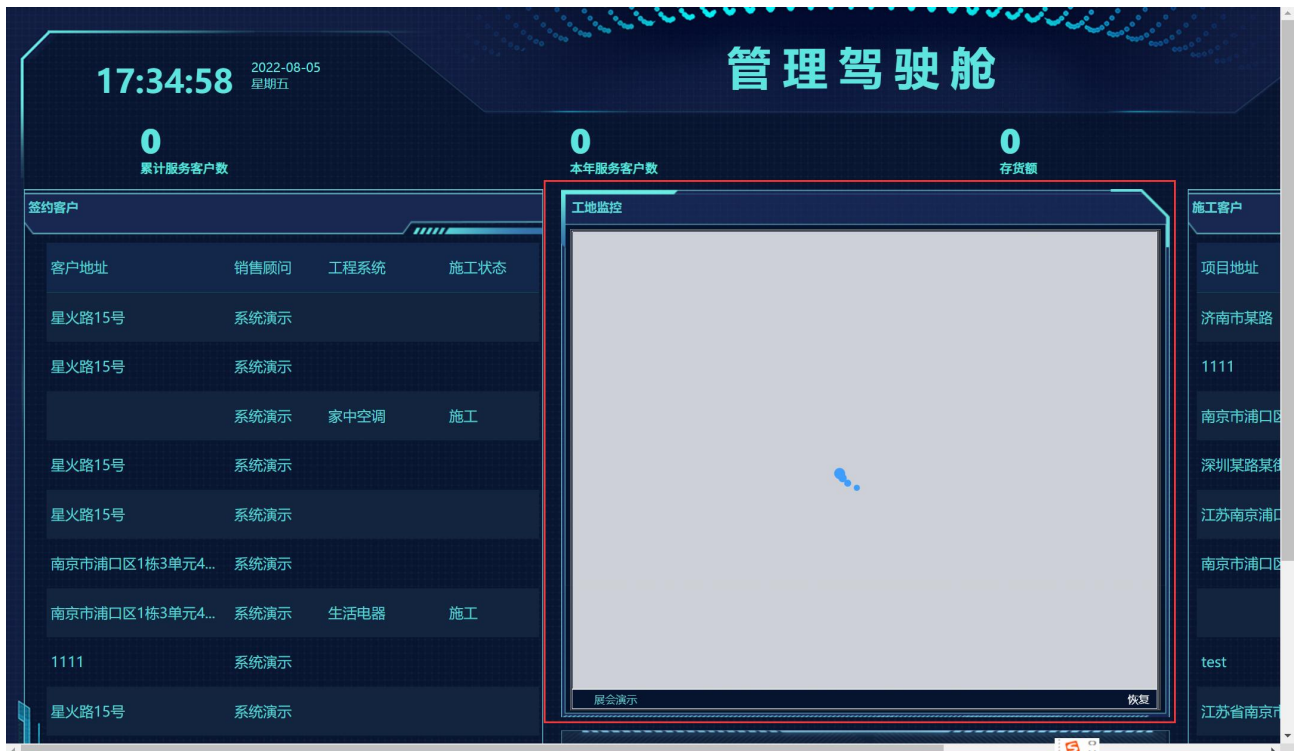 管理驾驶舱
17:34:58
2022-08-05
星期五
0
累计服务客户数
0
本年服务客户数
0
存货额
签约客户
客户地址 销售顾问 工程系统 施工状态
星火路15号 系统演示
星火路15号 系统演示
系统演示 家中空调 施工
星火路15号 系统演示
星火路15号 系统演示
南京市浦口区1栋3单元4... 系统演示
南京市浦口区1栋3单元4... 系统演示 生活电器 施工
1111 系统演示
星火路15号 系统演示
工地监控
展会演示 恢复
施工客户
项目地址
济南市某路
1111
南京市浦口区
深圳某路某街
江苏南京浦口
南京市浦口区
test
江苏省南京市